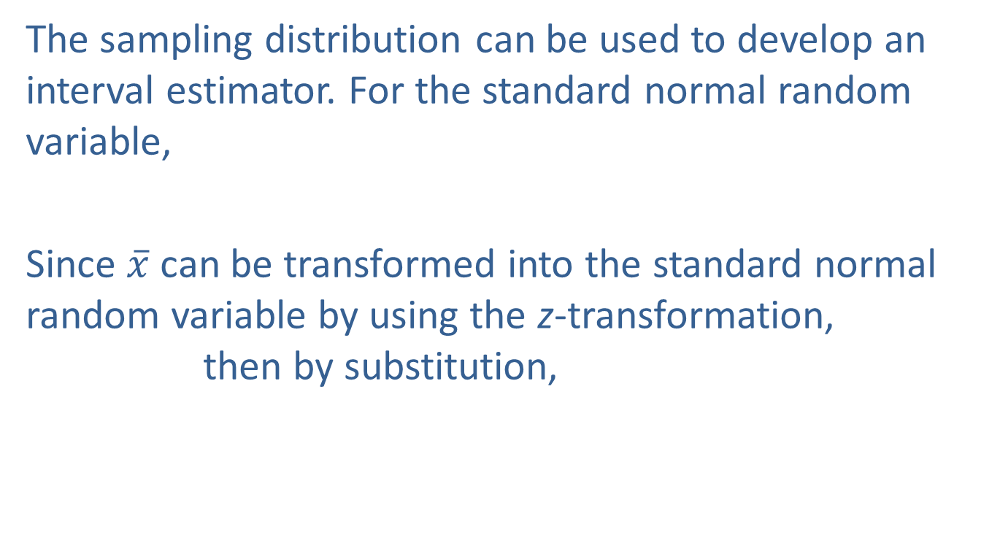 The sampling distribution can be used to develop an
interval estimator. For the standard normal random
variable,
Since x̄ can be transformed into the standard normal
random variable by using the z-transformation,
then by substitution,